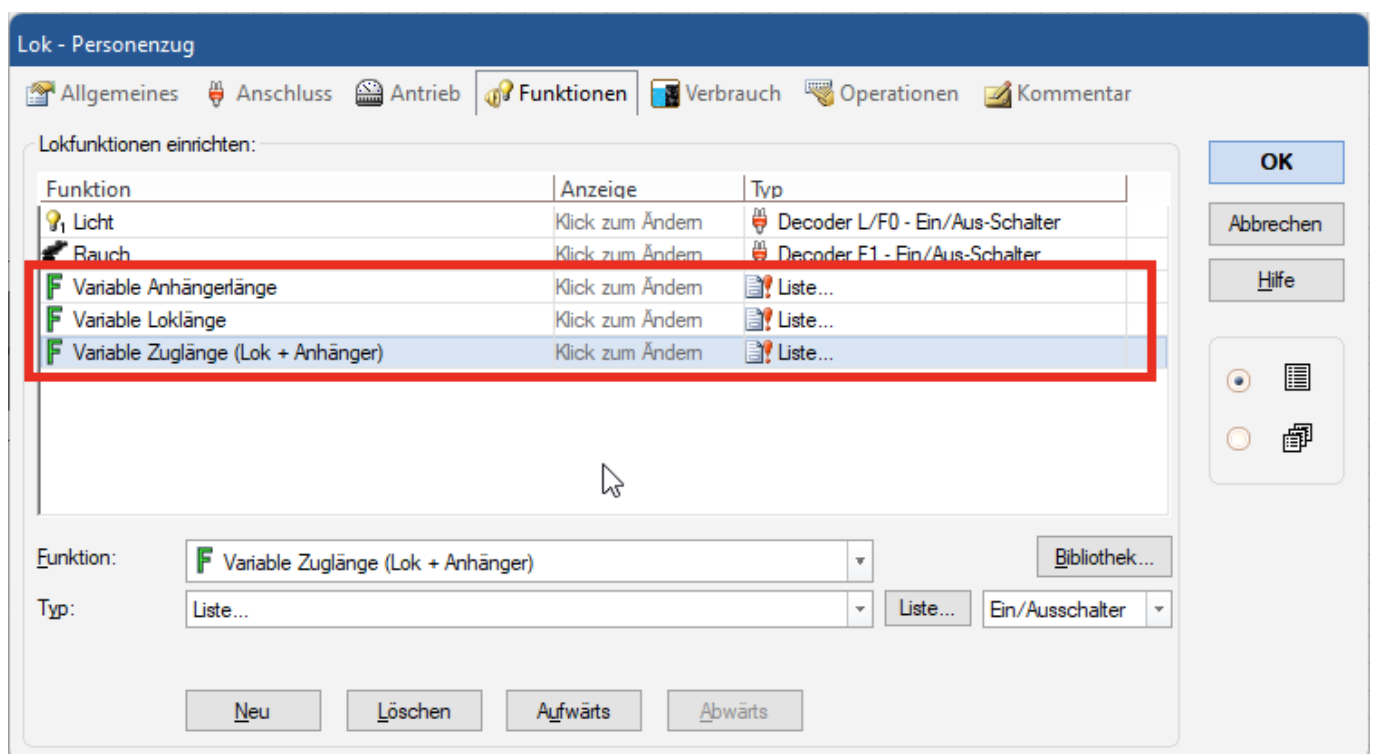 Lok - Personenzug
Allgemeines Anschluss Antrieb Funktionen Verbrauch Operationen Kommentar
Lokfunktionen einrichten:
OK
Funktion Anzeige Typ
Licht Klick zum Ändern Decoder L/F0 - Ein/Aus-Schalter
Abbrechen
Rauch Klick zum Ändern Decoder F1 - Ein/Aus-Schalter
Variable Anhängerlänge Klick zum Ändern Liste...
Hilfe
Variable Loklänge Klick zum Ändern Liste...
Variable Zuglänge (Lok + Anhänger) Klick zum Ändern Liste...
Funktion: Variable Zuglänge (Lok + Anhänger) Bibliothek...
Typ: Liste... Liste... Ein/Ausschalter
Neu Löschen Aufwärts Abwärts